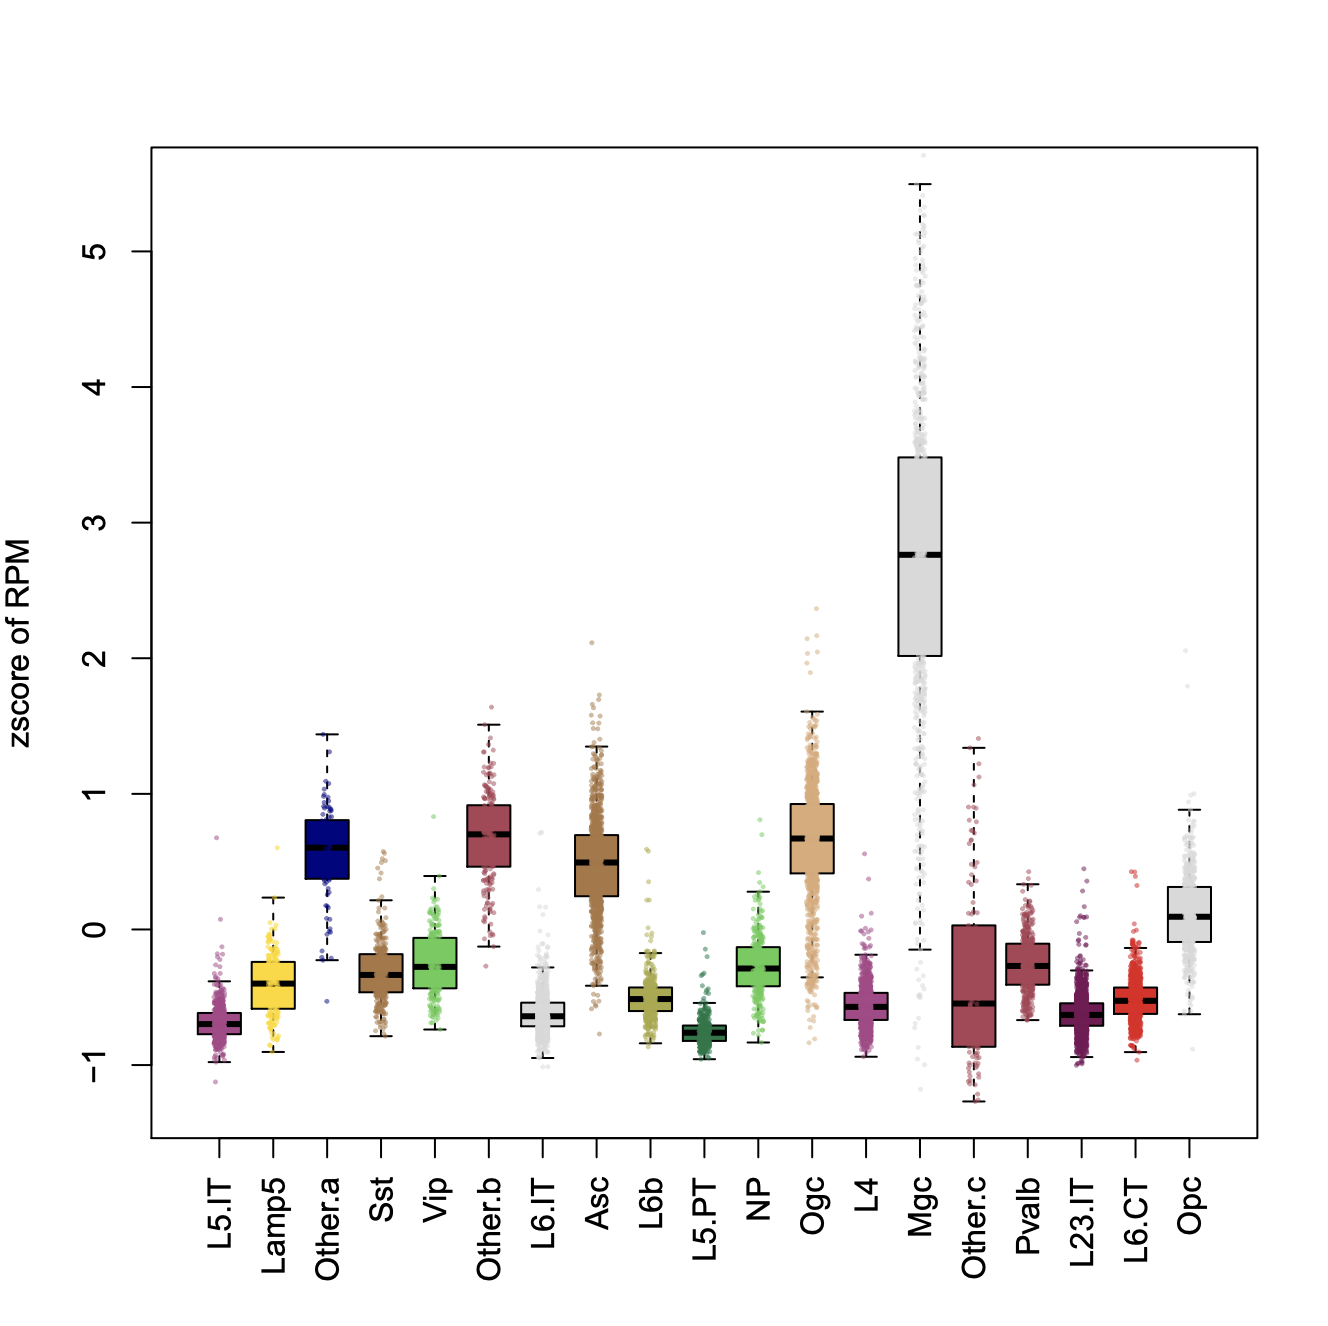 zscore of RPM
5
4
3
2
1
0
−1
L5.IT
Lamp5
Other.a
Sst
Vip
Other.b
L6.IT
Asc
L6b
L5.PT
NP
Ogc
L4
Mgc
Other.c
Pvalb
L23.IT
L6.CT
Opc